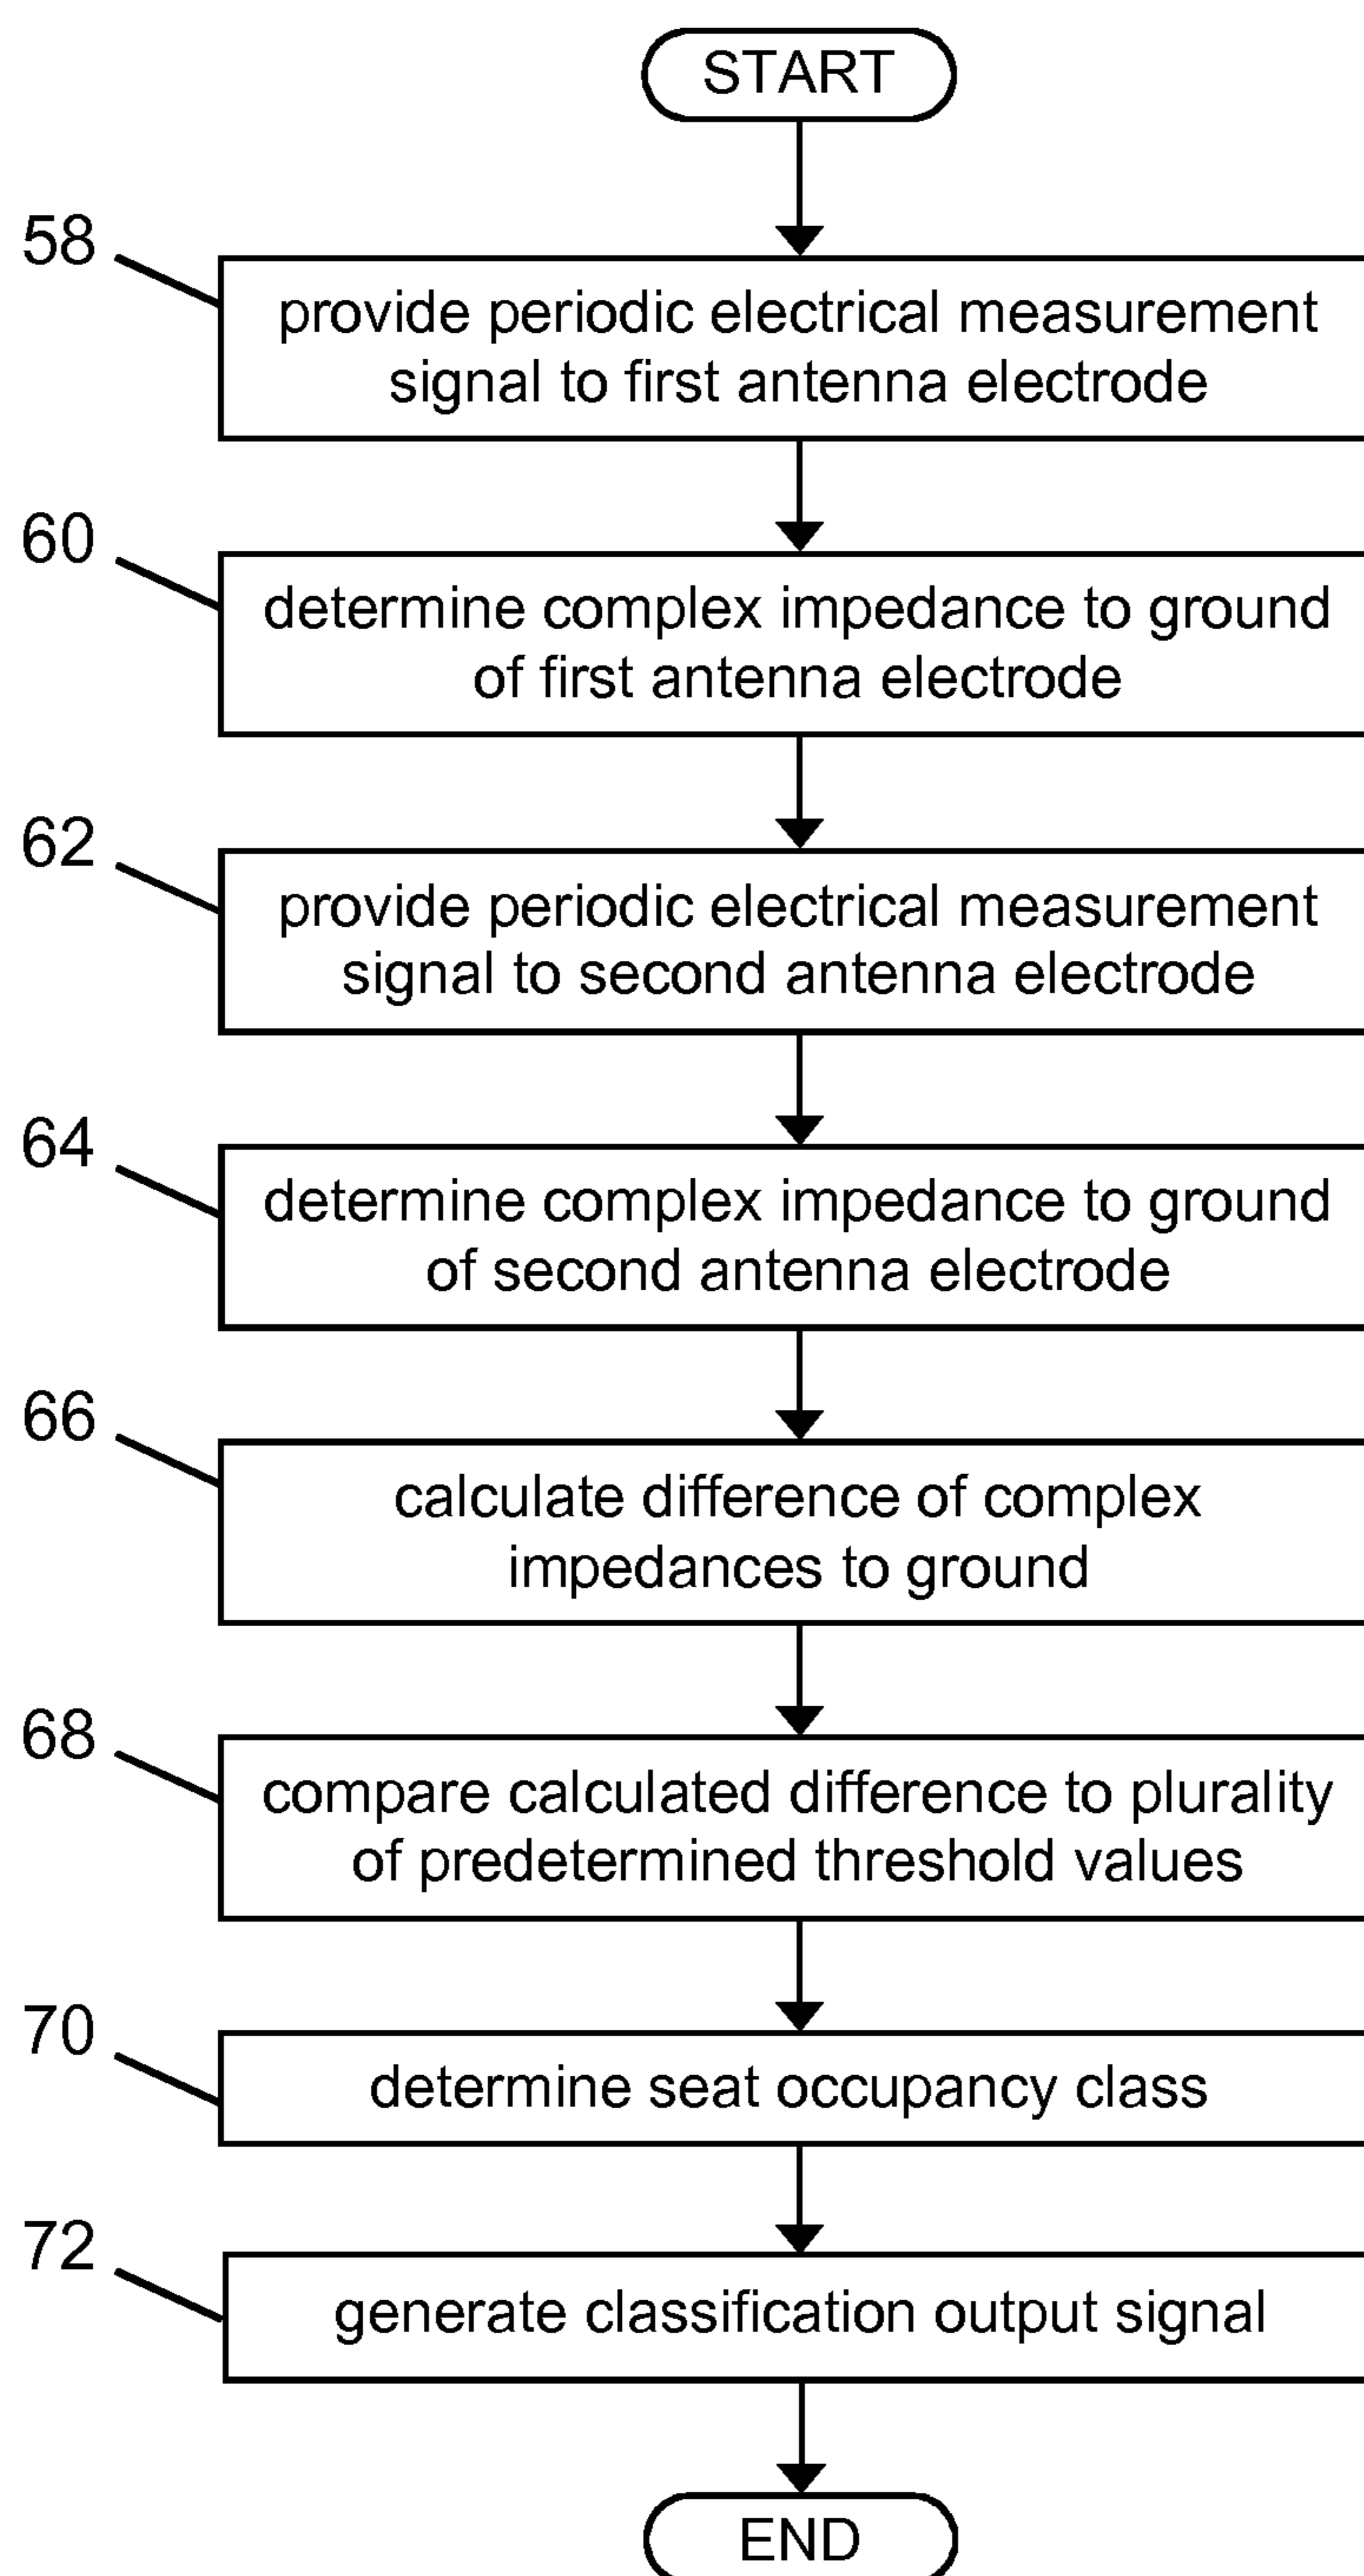 START
58
provide periodic electrical measurement
signal to first antenna electrode
60
determine complex impedance to ground
of first antenna electrode
62
provide periodic electrical measurement
signal to second antenna electrode
64
determine complex impedance to ground
of second antenna electrode
66
calculate difference of complex
impedances to ground
68
compare calculated difference to plurality
of predetermined threshold values
70
determine seat occupancy class
72
generate classification output signal
END